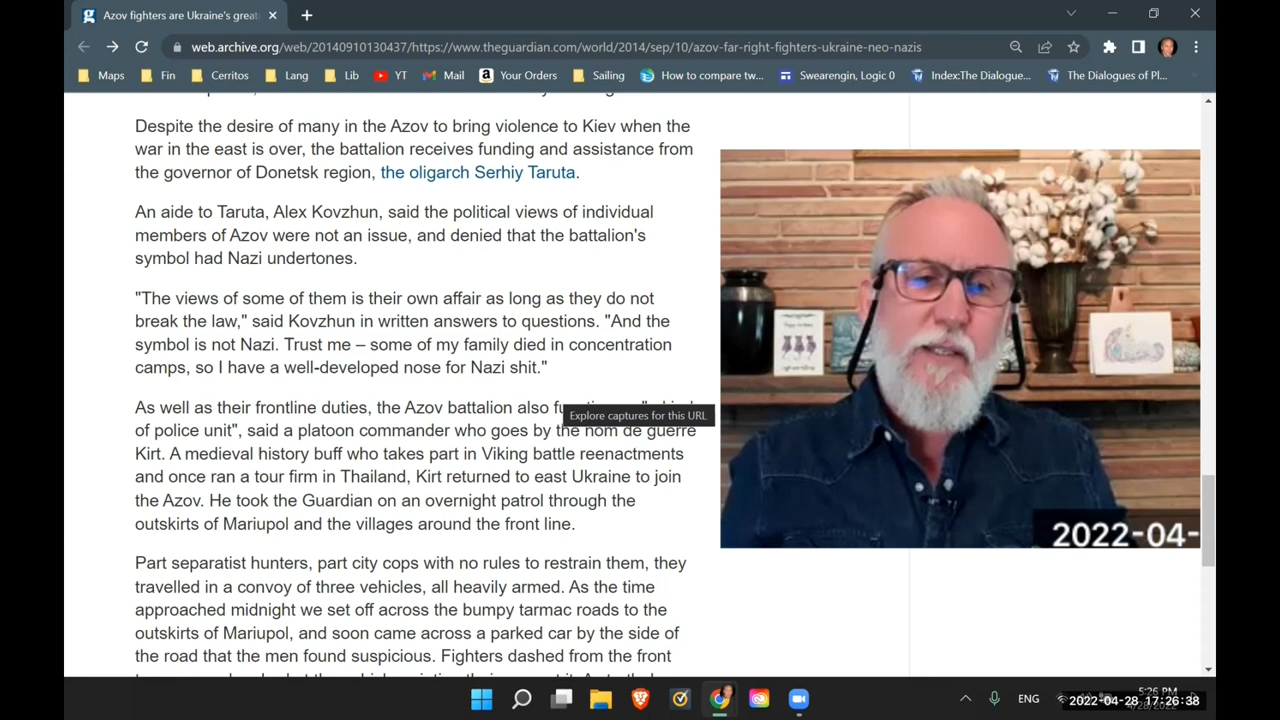 Azov fighters are Ukraine's great
web.archive.org/web/20140910130437/https://www.theguardian.com/world/2014/sep/10/azov-far-right-fighters-ukraine-neo-nazis
Maps Fin Cerritos Lang Lib YT Mail Your Orders Sailing How to compare tw... Swearengin, Logic 0 Index:The Dialogue... The Dialogues of Pl...
Despite the desire of many in the Azov to bring violence to Kiev when the
war in the east is over, the battalion receives funding and assistance from
the governor of Donetsk region, the oligarch Serhiy Taruta.
An aide to Taruta, Alex Kovzhun, said the political views of individual
members of Azov were not an issue, and denied that the battalion's
symbol had Nazi undertones.
"The views of some of them is their own affair as long as they do not
break the law," said Kovzhun in written answers to questions. "And the
symbol is not Nazi. Trust me – some of my family died in concentration
camps, so I have a well-developed nose for Nazi shit."
As well as their frontline duties, the Azov battalion also
Explore captures for this URL
of police unit", said a platoon commander who goes by the nom de guerre
Kirt. A medieval history buff who takes part in Viking battle reenactments
and once ran a tour firm in Thailand, Kirt returned to east Ukraine to join
the Azov. He took the Guardian on an overnight patrol through the
outskirts of Mariupol and the villages around the front line.
Part separatist hunters, part city cops with no rules to restrain them, they
travelled in a convoy of three vehicles, all heavily armed. As the time
approached midnight we set off across the bumpy tarmac roads to the
outskirts of Mariupol, and soon came across a parked car by the side of
the road that the men found suspicious. Fighters dashed from the front
2022-04-
ENG
5:26 PM
2022-04-28 17:26:38